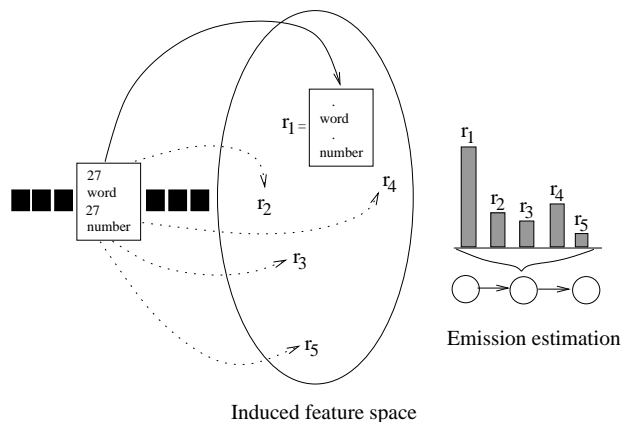 27
word
27
number
r1 =
.
word
.
number
r2
r4
r3
r5
Induced feature space
r1
r2
r3
r4
r5
Emission estimation